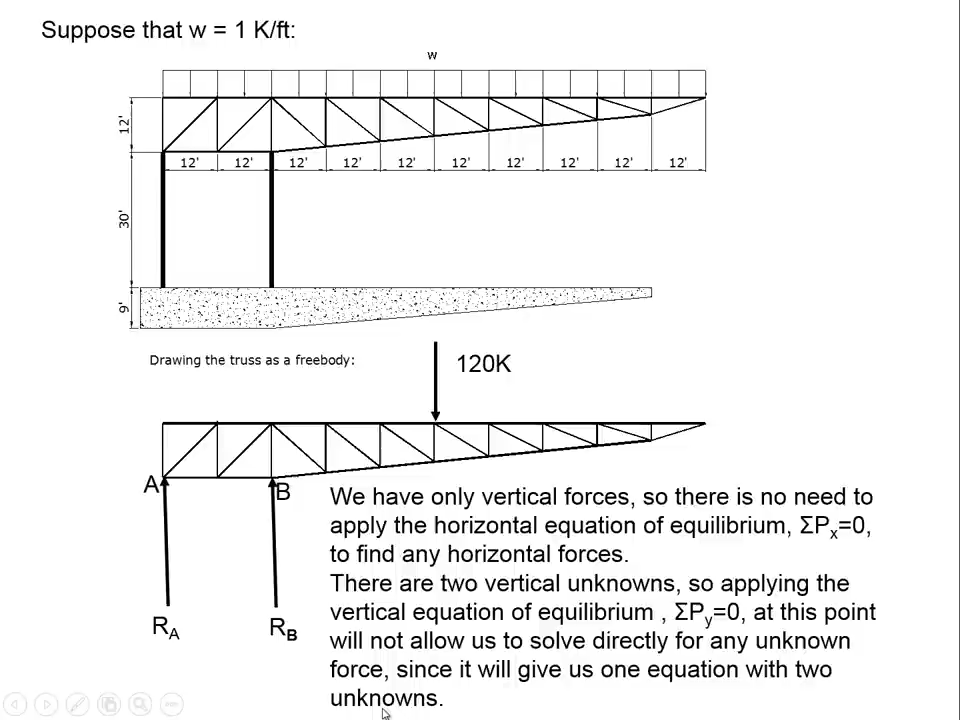 Suppose that w = 1 K/ft:
w
12'
12' 12' 12' 12' 12' 12' 12' 12' 12' 12'
30'
9'
Drawing the truss as a freebody:
120K
A
B
We have only vertical forces, so there is no need to
apply the horizontal equation of equilibrium, ΣPx=0,
to find any horizontal forces.
There are two vertical unknowns, so applying the
vertical equation of equilibrium , ΣPy=0, at this point
will not allow us to solve directly for any unknown
force, since it will give us one equation with two
unknowns.
RA
RB